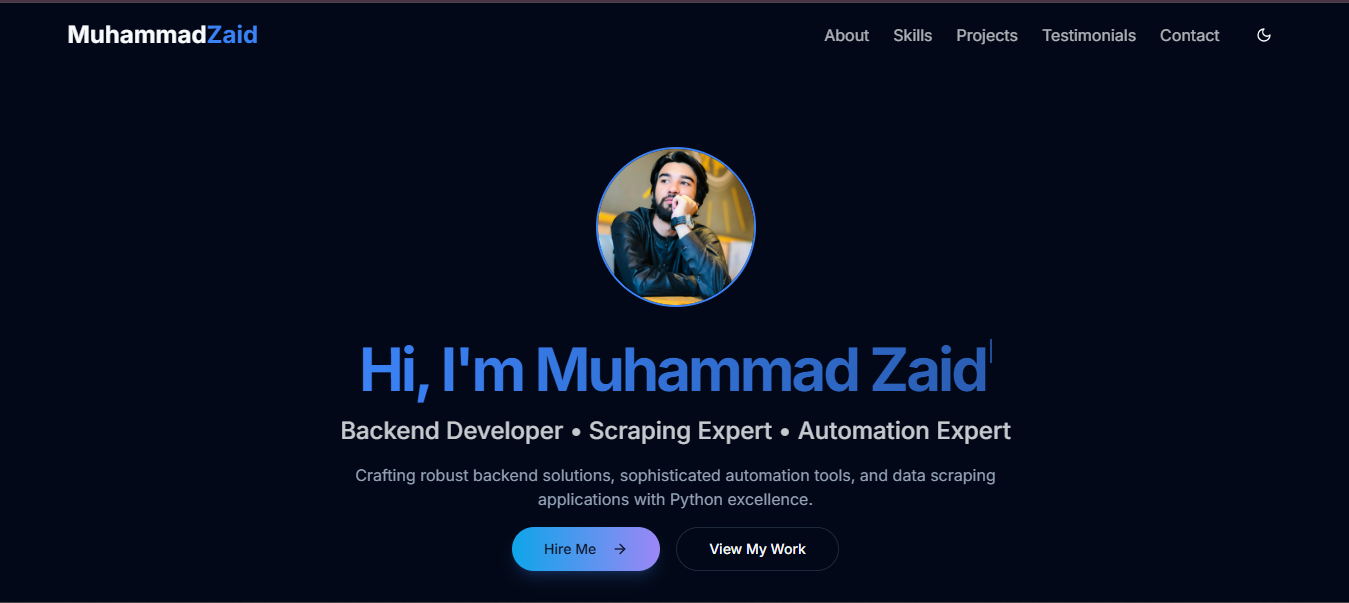 MuhammadZaid
About Skills Projects Testimonials Contact
Hi, I'm Muhammad Zaid
Backend Developer • Scraping Expert • Automation Expert
Crafting robust backend solutions, sophisticated automation tools, and data scraping
applications with Python excellence.
Hire Me →
View My Work